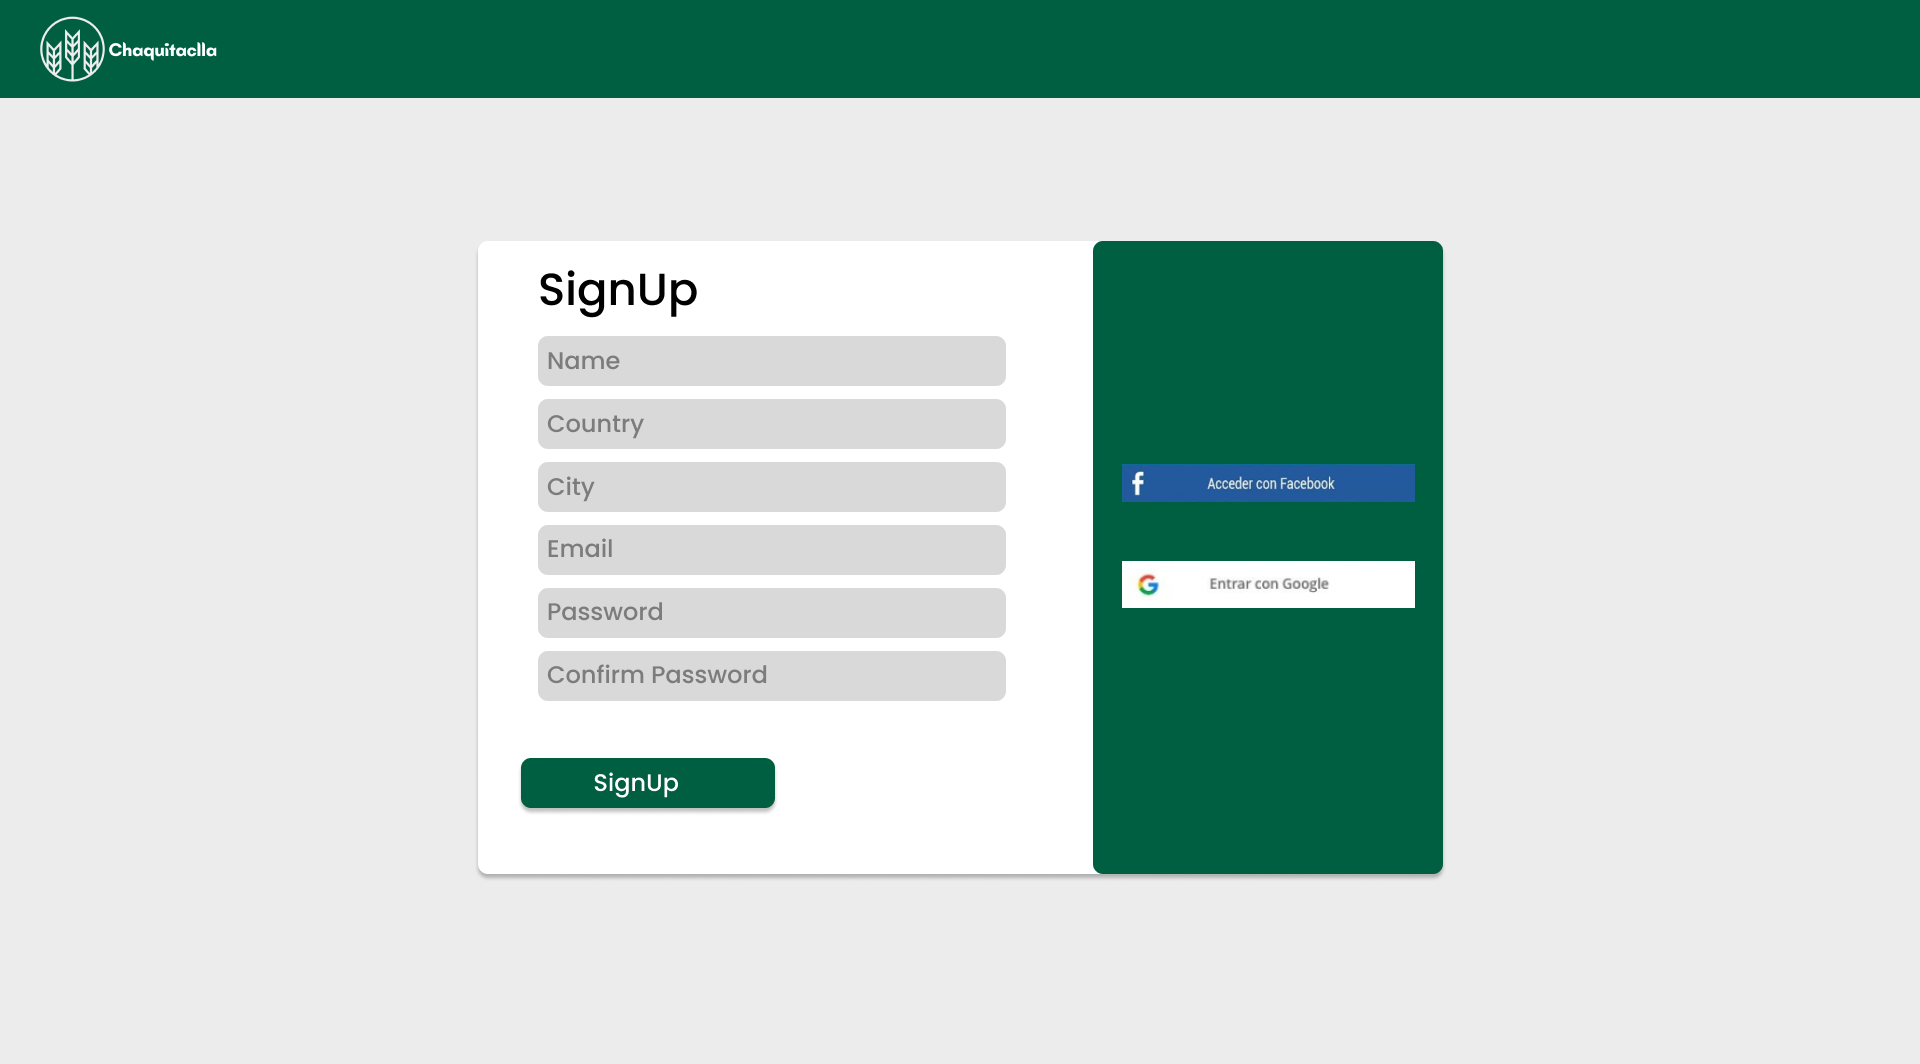 Chaquitaclla
SignUp
Name
Country
City
Email
Password
Confirm Password
SignUp
Acceder con Facebook
Entrar con Google